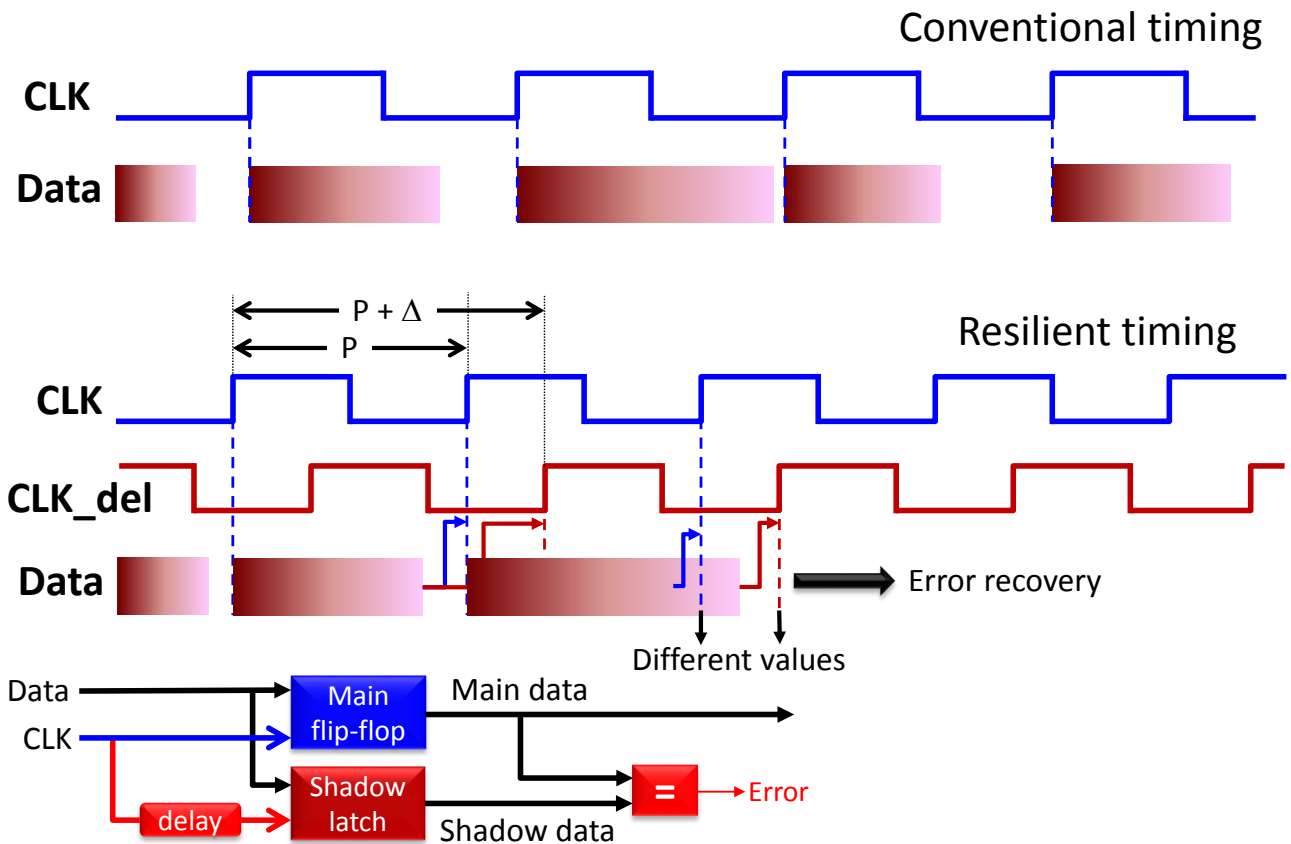 Conventional timing
CLK
Data
P + Δ
P
Resilient timing
CLK
CLK_del
Data
Error recovery
Different values
Data
CLK
Main
flip-flop
Main data
Shadow
latch
delay
Shadow data
=
Error